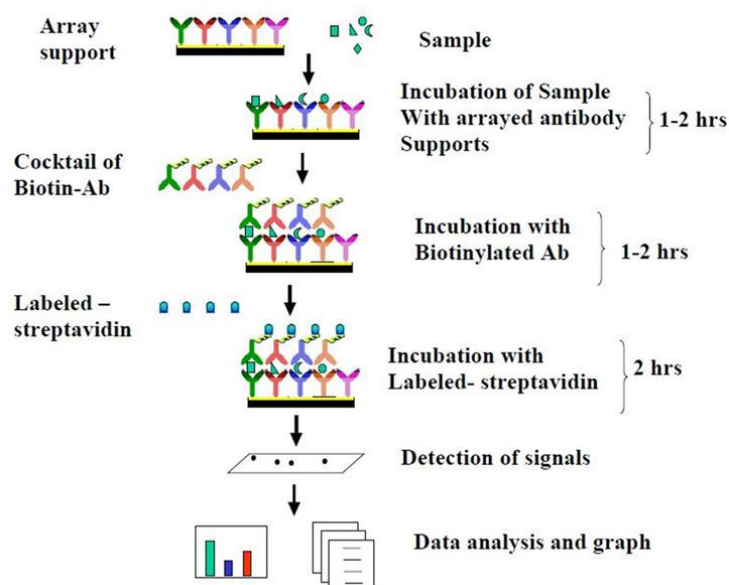 Array
support
Sample
Incubation of Sample
With arrayed antibody
Supports
1-2 hrs
Cocktail of
Biotin-Ab
Incubation with
Biotinylated Ab
1-2 hrs
Labeled –
streptavidin
Incubation with
Labeled- streptavidin
2 hrs
Detection of signals
Data analysis and graph